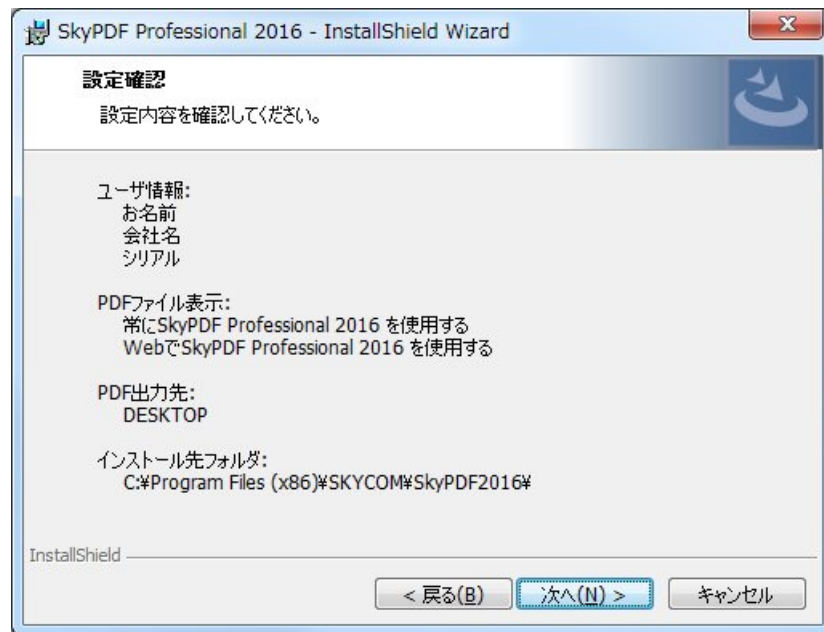 SkyPDF Professional 2016 - InstallShield Wizard
設定確認
設定内容を確認してください。
ユーザ情報:
お名前
会社名
シリアル
PDFファイル表示:
常にSkyPDF Professional 2016 を使用する
WebでSkyPDF Professional 2016 を使用する
PDF出力先:
DESKTOP
インストール先フォルダ:
C:¥Program Files (x86)¥SKYCOM¥SkyPDF2016¥
InstallShield
< 戻る(B) 次へ(N) > キャンセル